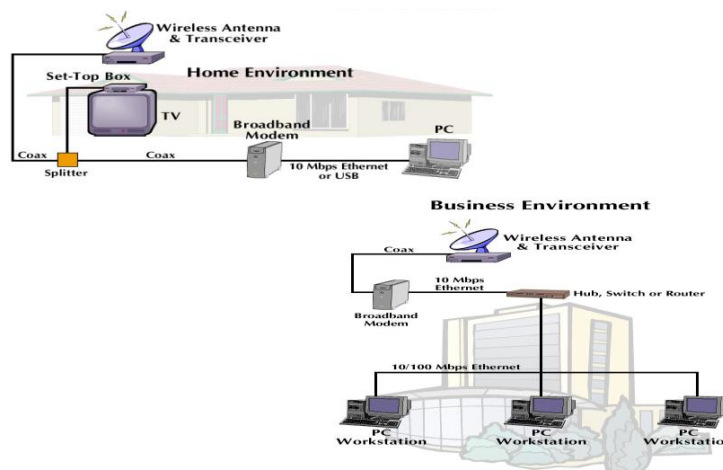 Wireless Antenna
& Transceiver
Set-Top Box
Home Environment
TV
Broadband
Modem
PC
Coax
Coax
10 Mbps Ethernet
or USB
Splitter
Business Environment
Wireless Antenna
& Transceiver
Coax
10 Mbps
Ethernet
Hub, Switch or Router
Broadband
Modem
10/100 Mbps Ethernet
PC
Workstation
PC
Workstation
PC
Workstation